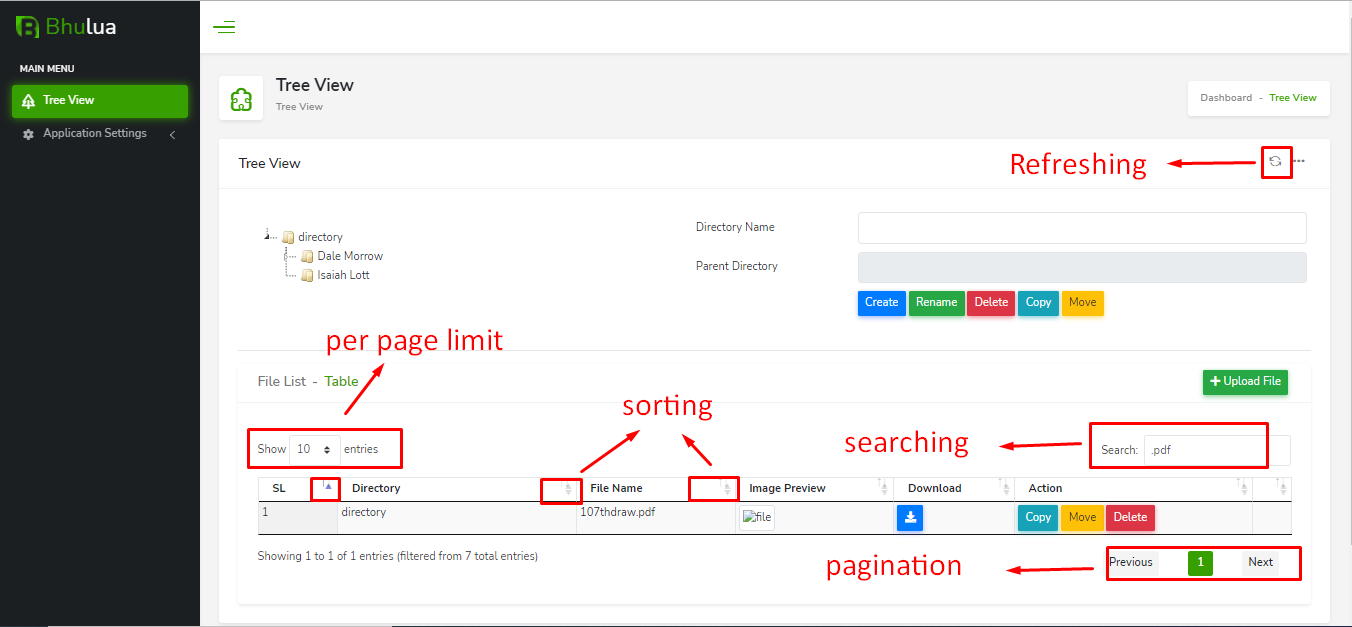 Bhulua
MAIN MENU
Tree View
Application Settings
Tree View
Tree View
Dashboard - Tree View
Tree View
Refreshing
directory
Dale Morrow
Isaiah Lott
Directory Name
Parent Directory
Create Rename Delete Copy Move
per page limit
File List - Table
Upload File
sorting
searching
Show 10 entries
Search: .pdf
SL Directory File Name Image Preview Download Action
1 directory 107thdraw.pdf file Copy Move Delete
Showing 1 to 1 of 1 entries (filtered from 7 total entries)
pagination
Previous 1 Next